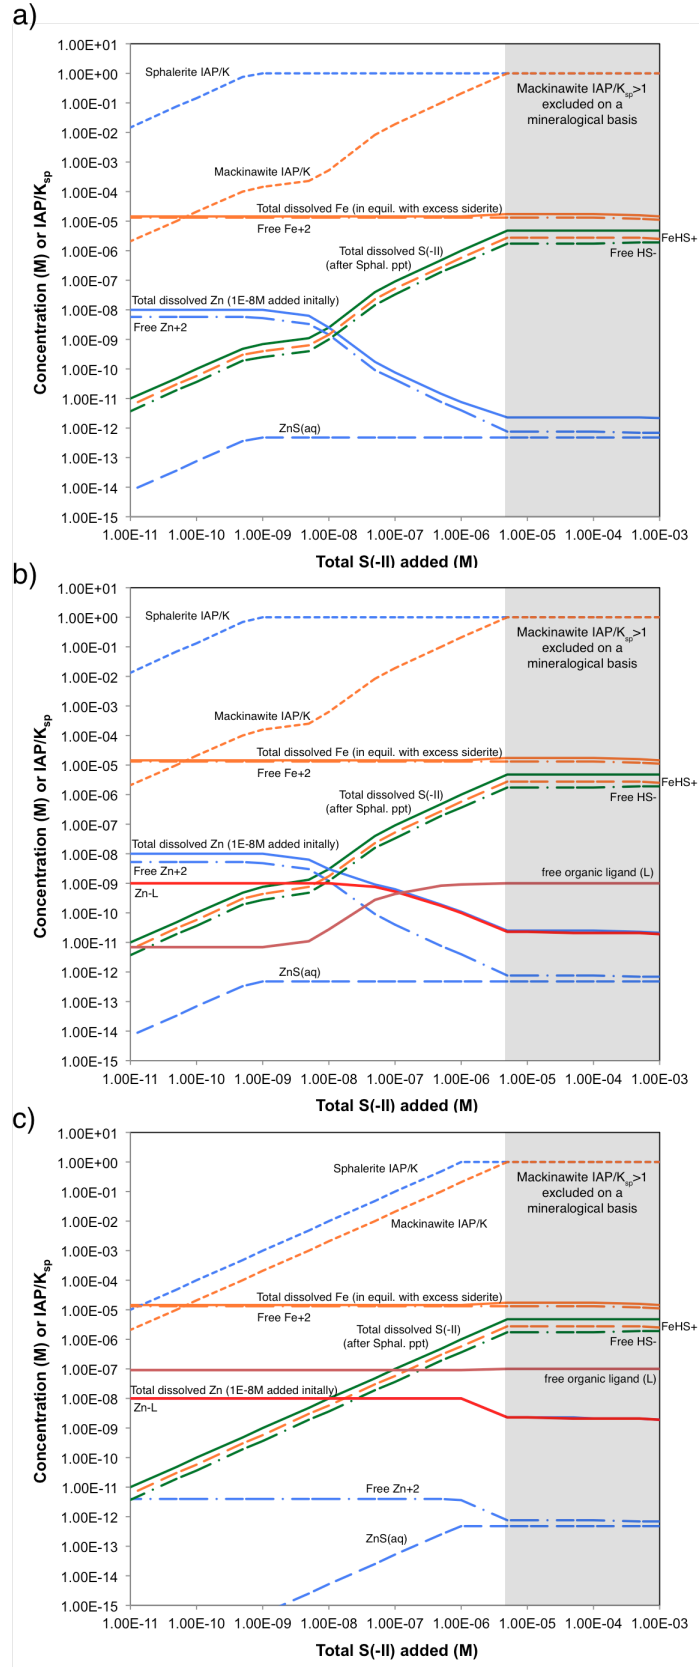 a)
1.00E+01
1.00E+00
1.00E-01
1.00E-02
1.00E-03
1.00E-04
1.00E-05
1.00E-06
1.00E-07
1.00E-08
1.00E-09
1.00E-10
1.00E-11
1.00E-12
1.00E-13
1.00E-14
1.00E-15
Concentration (M) or IAP/Ksp
Sphalerite IAP/K
Mackinawite IAP/Ksp>1
excluded on a
mineralogical basis
Mackinawite IAP/K
Total dissolved Fe (in equil. with excess siderite)
Free Fe+2
Total dissolved S(-II)
(after Sphal. ppt)
FeHS+
Free HS-
Total dissolved Zn (1E-8M added initally)
Free Zn+2
ZnS(aq)
1.00E-11 1.00E-10 1.00E-09 1.00E-08 1.00E-07 1.00E-06 1.00E-05 1.00E-04 1.00E-03
Total S(-II) added (M)
b)
1.00E+01
1.00E+00
1.00E-01
1.00E-02
1.00E-03
1.00E-04
1.00E-05
1.00E-06
1.00E-07
1.00E-08
1.00E-09
1.00E-10
1.00E-11
1.00E-12
1.00E-13
1.00E-14
1.00E-15
Concentration (M) or IAP/Ksp
Sphalerite IAP/K
Mackinawite IAP/Ksp>1
excluded on a
mineralogical basis
Mackinawite IAP/K
Total dissolved Fe (in equil. with excess siderite)
Free Fe+2
Total dissolved S(-II)
(after Sphal. ppt)
FeHS+
Free HS-
Total dissolved Zn (1E-8M added initally)
Free Zn+2
free organic ligand (L)
Zn-L
ZnS(aq)
1.00E-11 1.00E-10 1.00E-09 1.00E-08 1.00E-07 1.00E-06 1.00E-05 1.00E-04 1.00E-03
Total S(-II) added (M)
c)
1.00E+01
1.00E+00
1.00E-01
1.00E-02
1.00E-03
1.00E-04
1.00E-05
1.00E-06
1.00E-07
1.00E-08
1.00E-09
1.00E-10
1.00E-11
1.00E-12
1.00E-13
1.00E-14
1.00E-15
Concentration (M) or IAP/Ksp
Sphalerite IAP/K
Mackinawite IAP/Ksp>1
excluded on a
mineralogical basis
Mackinawite IAP/K
Total dissolved Fe (in equil. with excess siderite)
Free Fe+2
Total dissolved S(-II)
(after Sphal. ppt)
FeHS+
Free HS-
free organic ligand (L)
Total dissolved Zn (1E-8M added initally)
Zn-L
Free Zn+2
ZnS(aq)
1.00E-11 1.00E-10 1.00E-09 1.00E-08 1.00E-07 1.00E-06 1.00E-05 1.00E-04 1.00E-03
Total S(-II) added (M)